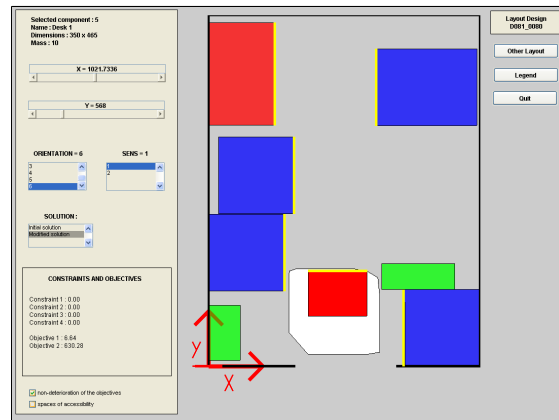 Selected component : 5
Name : Desk 1
Dimensions : 350 x 465
Mass : 10
X = 1021.7336
Y = 568
ORIENTATION = 6
SENS = 1
3
4
5
6
1
2
SOLUTION :
Initial solution
Modified solution
CONSTRAINTS AND OBJECTIVES
Constraint 1 : 0.00
Constraint 2 : 0.00
Constraint 3 : 0.00
Constraint 4 : 0.00
Objective 1 : 6.64
Objective 2 : 630.28
non-deterioration of the objectives
spaces of accessibility
Y
X
Layout Design
D081_0080
Other Layout
Legend
Quit